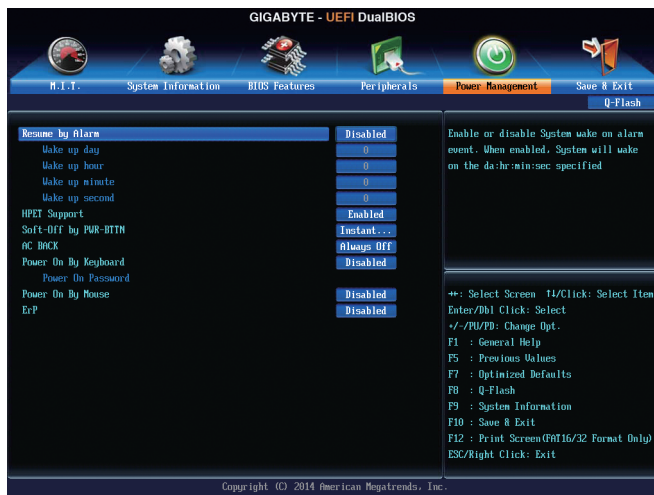 GIGABYTE - UEFI DualBIOS
M.I.T.
System Information
BIOS Features
Peripherals
Power Management
Save & Exit
Q-Flash
Resume by Alarm Disabled
Wake up day 0
Wake up hour 0
Wake up minute 0
Wake up second 0
HPET Support Enabled
Soft-Off by PWR-BTTN Instant...
AC BACK Always Off
Power On By Keyboard Disabled
Power On Password
Power On By Mouse Disabled
ErP Disabled
Enable or disable System wake on alarm
event. When enabled, System will wake
on the da:hr:min:sec specified
→←: Select Screen ↑↓/Click: Select Item
Enter/Dbl Click: Select
+/-/PU/PD: Change Opt.
F1 : General Help
F5 : Previous Values
F7 : Optimized Defaults
F8 : Q-Flash
F9 : System Information
F10 : Save & Exit
F12 : Print Screen(FAT16/32 Format Only)
ESC/Right Click: Exit
Copyright (C) 2014 American Megatrends, Inc.